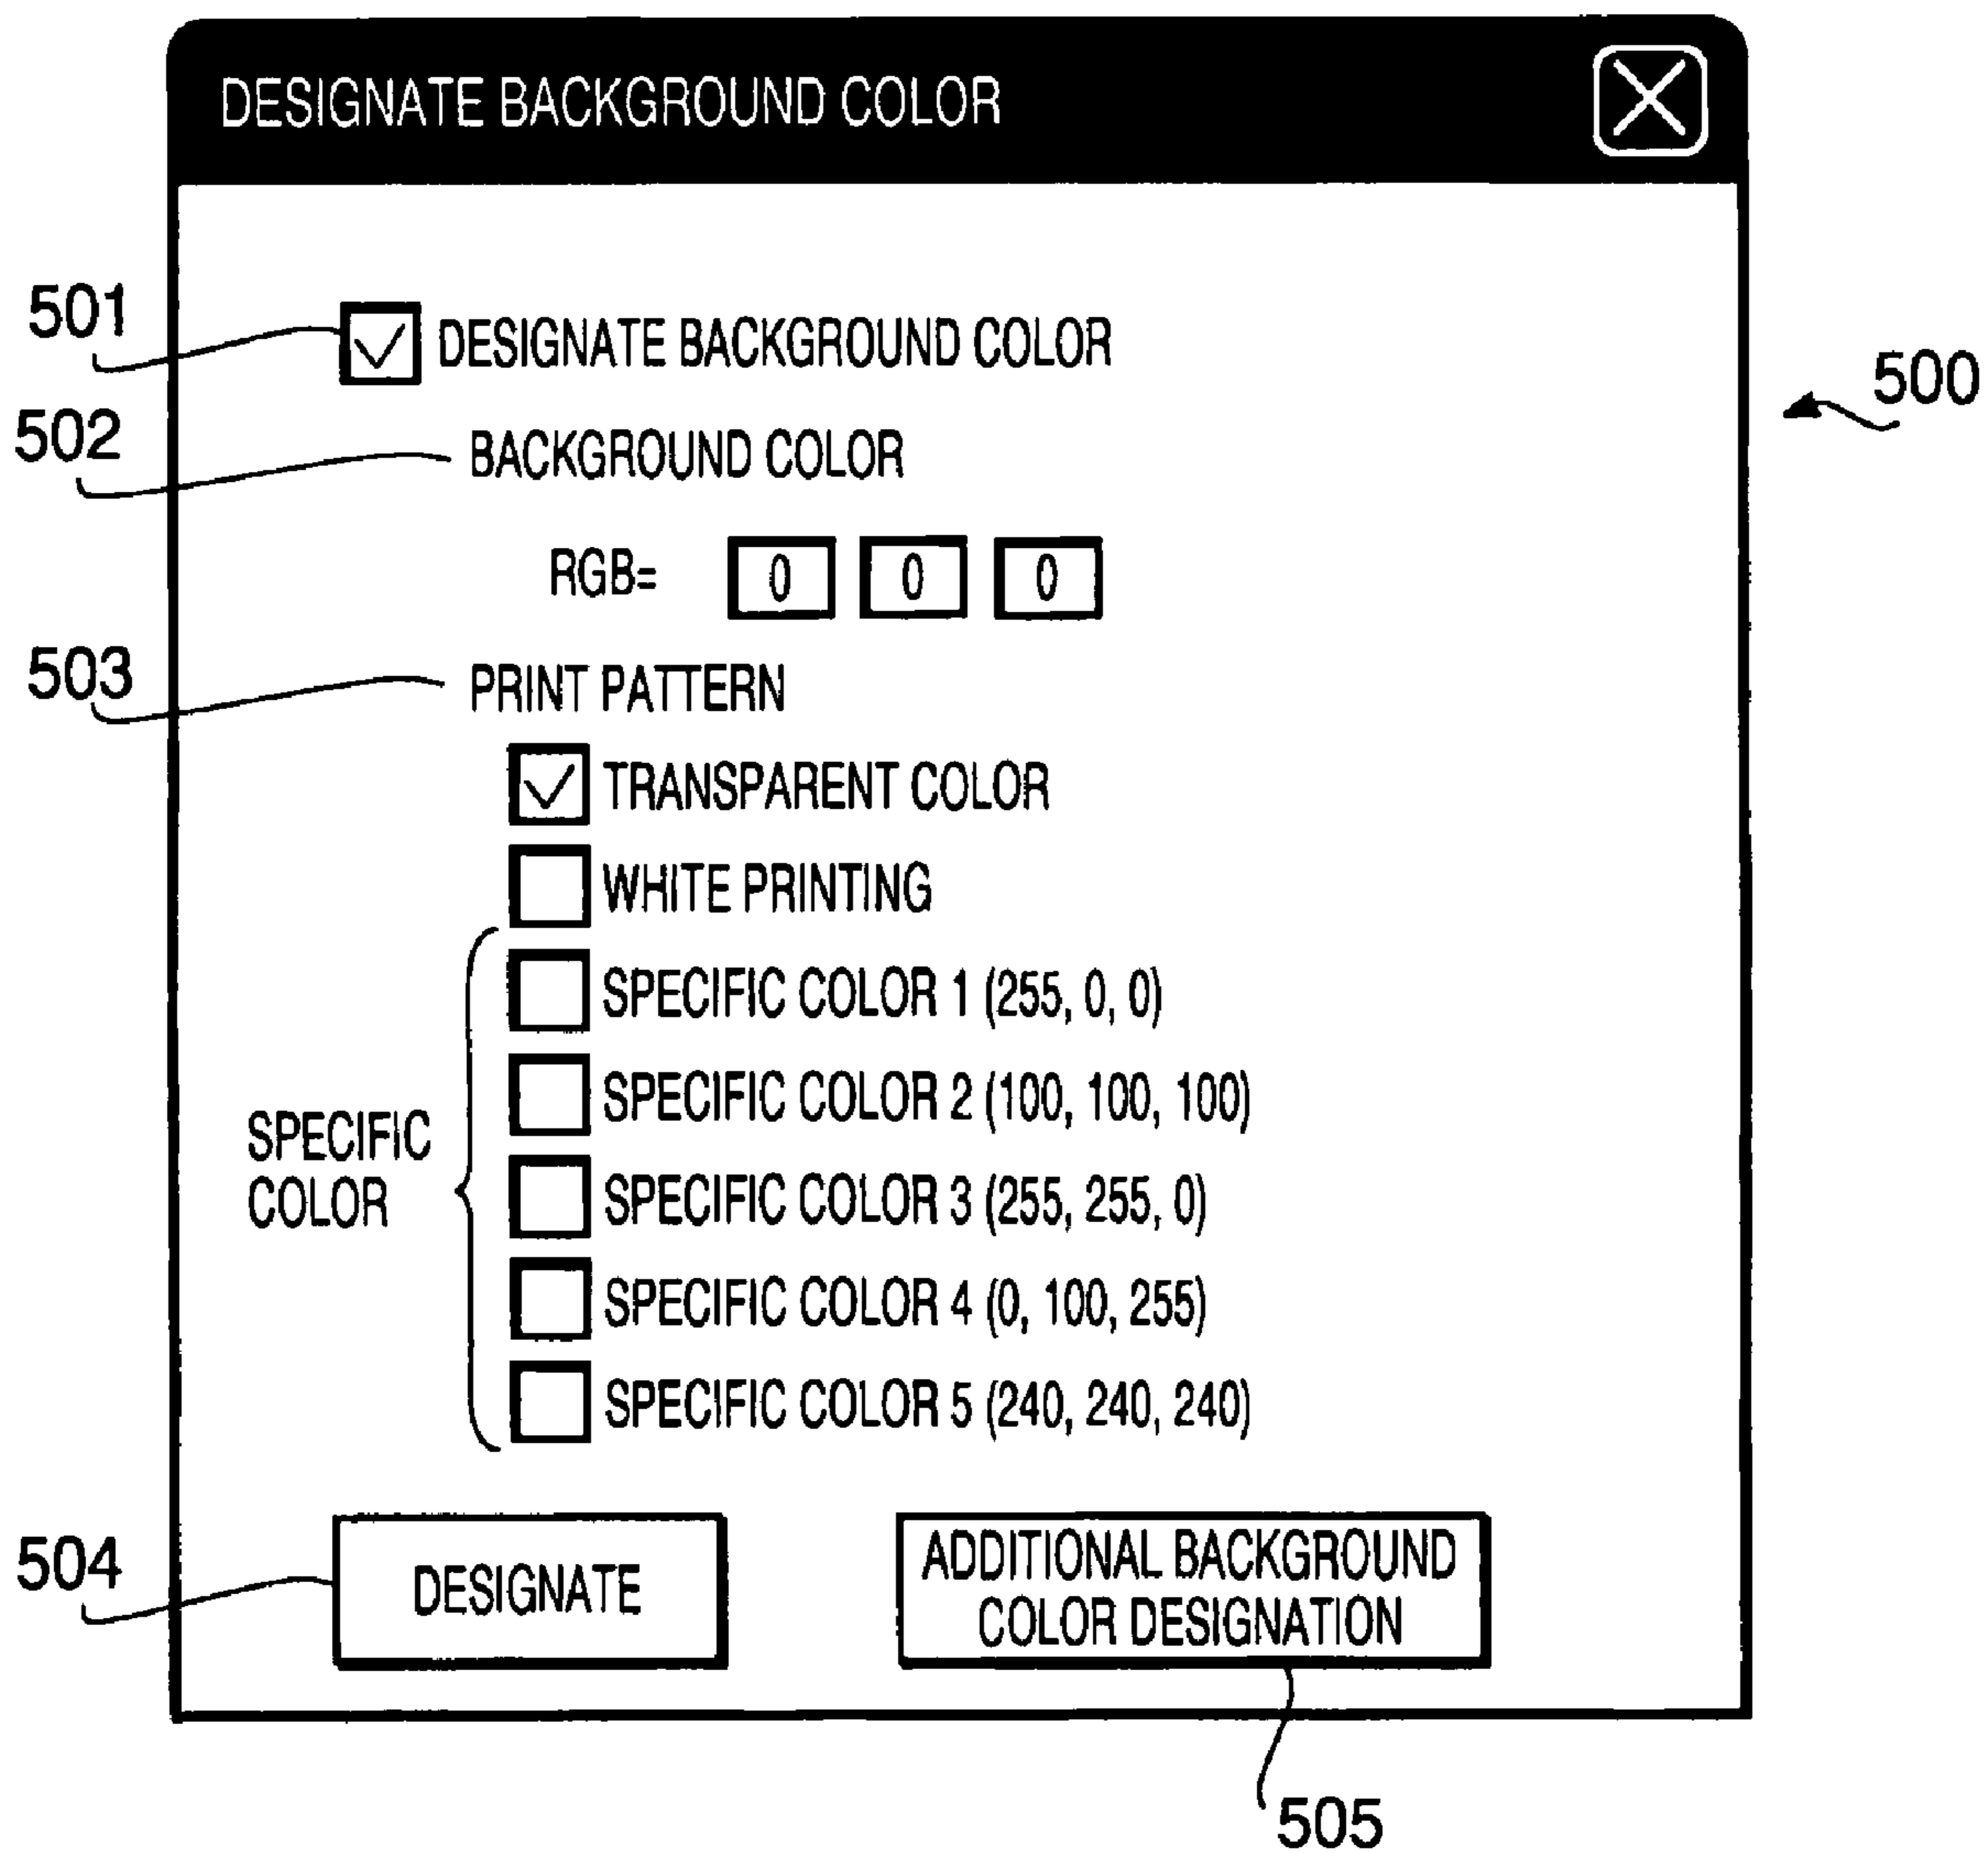 DESIGNATE BACKGROUND COLOR
501
DESIGNATE BACKGROUND COLOR
500
502
BACKGROUND COLOR
RGB= 0 0 0
503
PRINT PATTERN
TRANSPARENT COLOR
WHITE PRINTING
SPECIFIC COLOR 1 (255, 0, 0)
SPECIFIC COLOR 2 (100, 100, 100)
SPECIFIC
COLOR
SPECIFIC COLOR 3 (255, 255, 0)
SPECIFIC COLOR 4 (0, 100, 255)
SPECIFIC COLOR 5 (240, 240, 240)
504
DESIGNATE
ADDITIONAL BACKGROUND
COLOR DESIGNATION
505